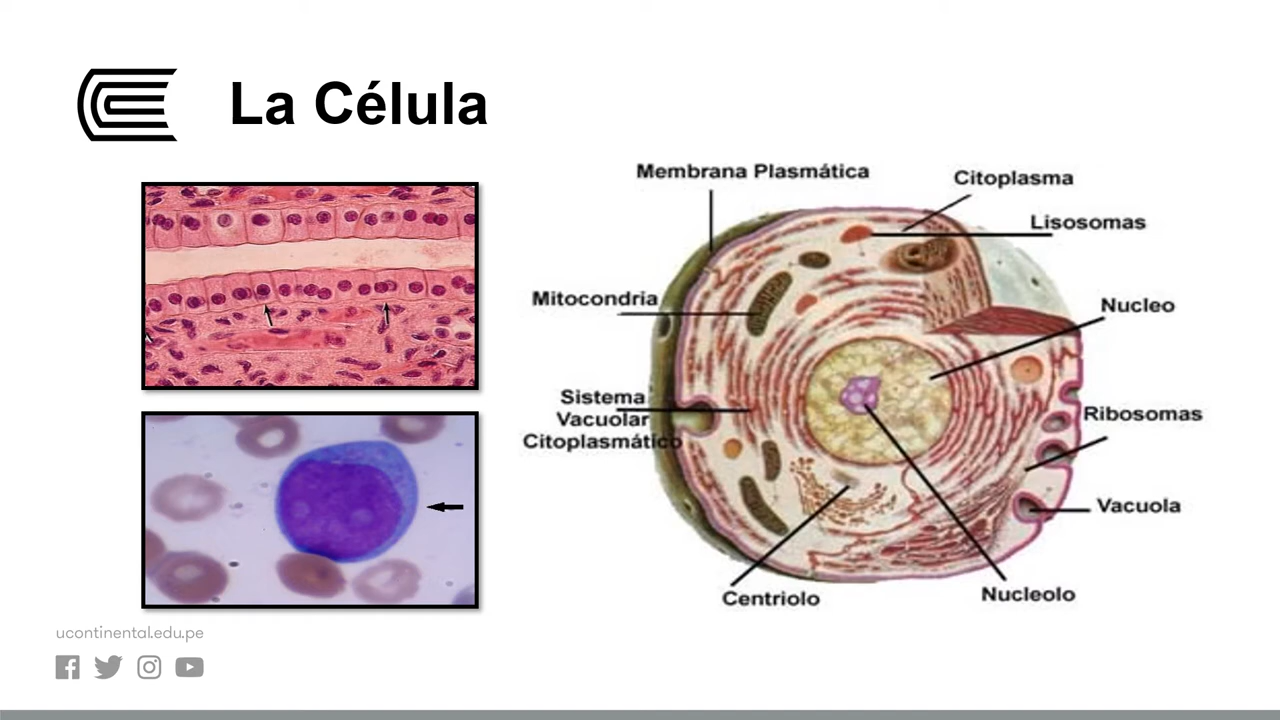 La Célula
Membrana Plasmática
Citoplasma
Lisosomas
Mitocondria
Nucleo
Sistema
Vacuolar
Citoplasmático
Ribosomas
Vacuola
Centriolo
Nucleolo
ucontinental.edu.pe